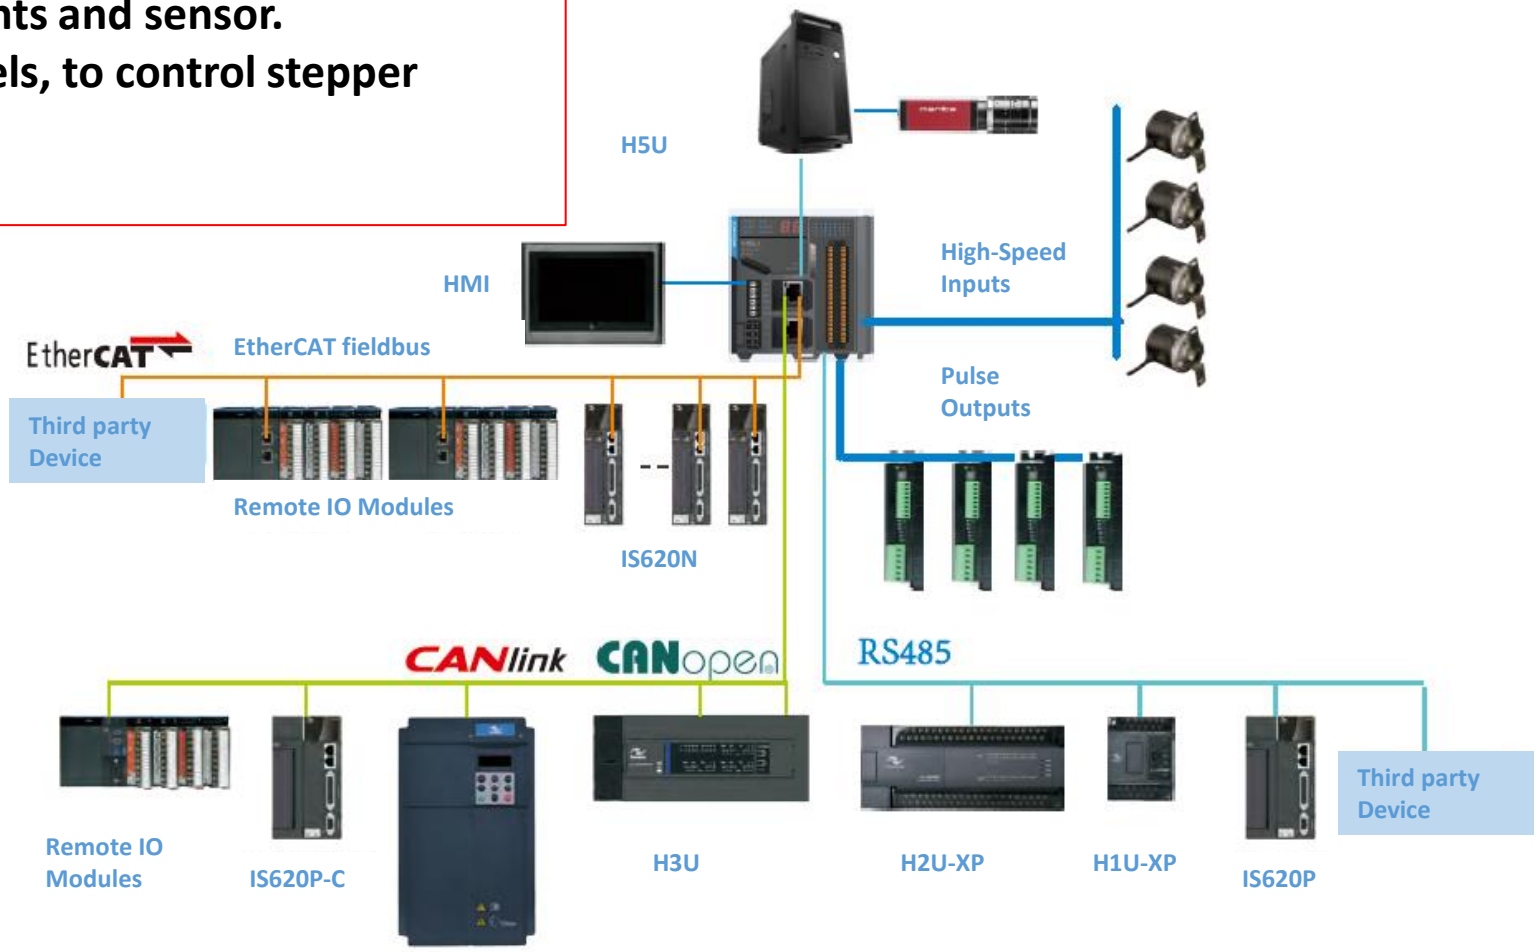 nts and sensor.
els, to control stepper
H5U
manta
High-Speed
Inputs
HMI
EtherCAT
EtherCAT fieldbus
Pulse
Outputs
Third party
Device
Remote IO Modules
IS620N
CANlink
CANopen
RS485
Third party
Device
Remote IO
Modules
IS620P-C
H3U
H2U-XP
H1U-XP
IS620P